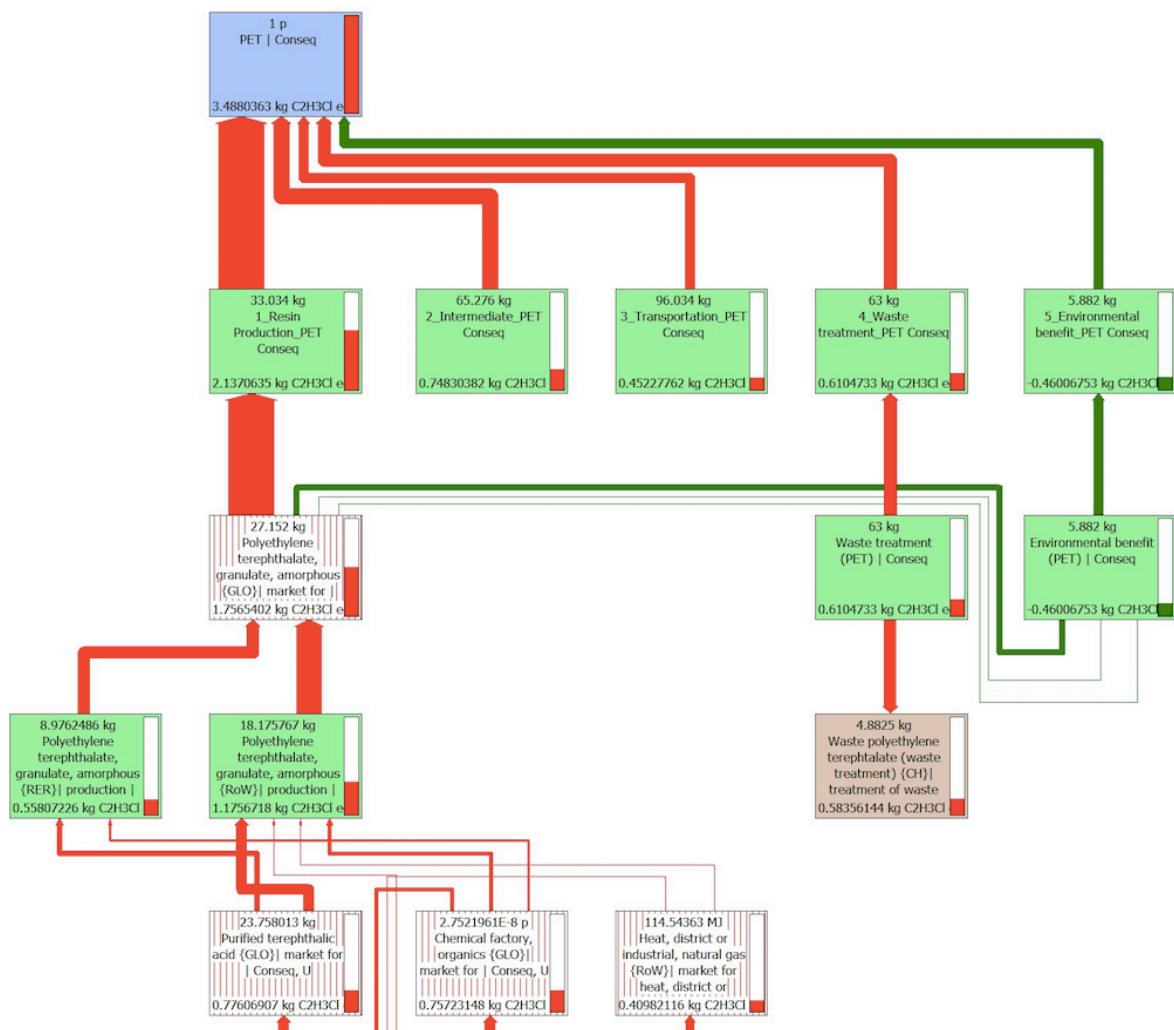 1 p
PET | Conseq
3.4880363 kg C2H3Cl e
33.034 kg
1_Resin
Production_PET
Conseq
2.1370635 kg C2H3Cl e
65.276 kg
2_Intermediate_PET
Conseq
0.74830382 kg C2H3Cl
96.034 kg
3_Transportation_PET
Conseq
0.45227762 kg C2H3Cl
63 kg
4_Waste
treatment_PET Conseq
0.6104733 kg C2H3Cl e
5.882 kg
5_Environmental
benefit_PET Conseq
-0.46006753 kg C2H3Cl
27.152 kg
Polyethylene
terephthalate,
granulate, amorphous
{GLO}| market for |
1.7565402 kg C2H3Cl e
63 kg
Waste treatment
(PET) | Conseq
0.6104733 kg C2H3Cl e
5.882 kg
Environmental benefit
(PET) | Conseq
-0.46006753 kg C2H3Cl
8.9762486 kg
Polyethylene
terephthalate,
granulate, amorphous
{RER}| production |
0.55807226 kg C2H3Cl
18.175767 kg
Polyethylene
terephthalate,
granulate, amorphous
{RoW}| production |
1.1756718 kg C2H3Cl e
4.8825 kg
Waste polyethylene
terephtalate (waste
treatment) {CH}|
treatment of waste
0.58356144 kg C2H3Cl
23.758013 kg
Purified terephthalic
acid {GLO}| market for
| Conseq, U
0.77606907 kg C2H3Cl
2.7521961E-8 p
Chemical factory,
organics {GLO}|
market for | Conseq, U
0.75723148 kg C2H3Cl
114.54363 MJ
Heat, district or
industrial, natural gas
{RoW}| market for
heat, district or
0.40982116 kg C2H3Cl